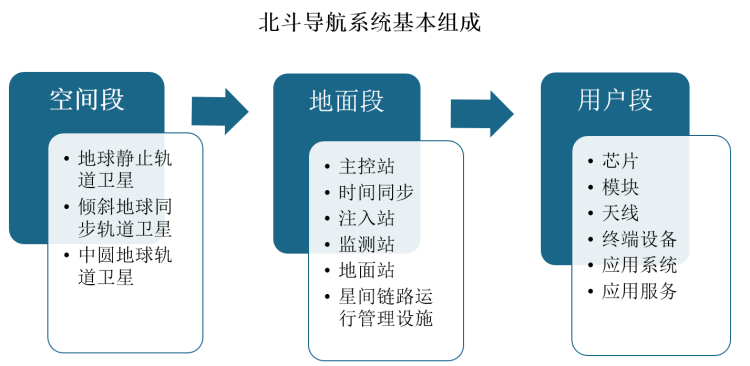 北斗导航系统基本组成
空间段
• 地球静止轨
道卫星
• 倾斜地球同
步轨道卫星
• 中圆地球轨
道卫星
地面段
• 主控站
• 时间同步
• 注入站
• 监测站
• 地面站
• 星间链路运
行管理设施
用户段
• 芯片
• 模块
• 天线
• 终端设备
• 应用系统
• 应用服务